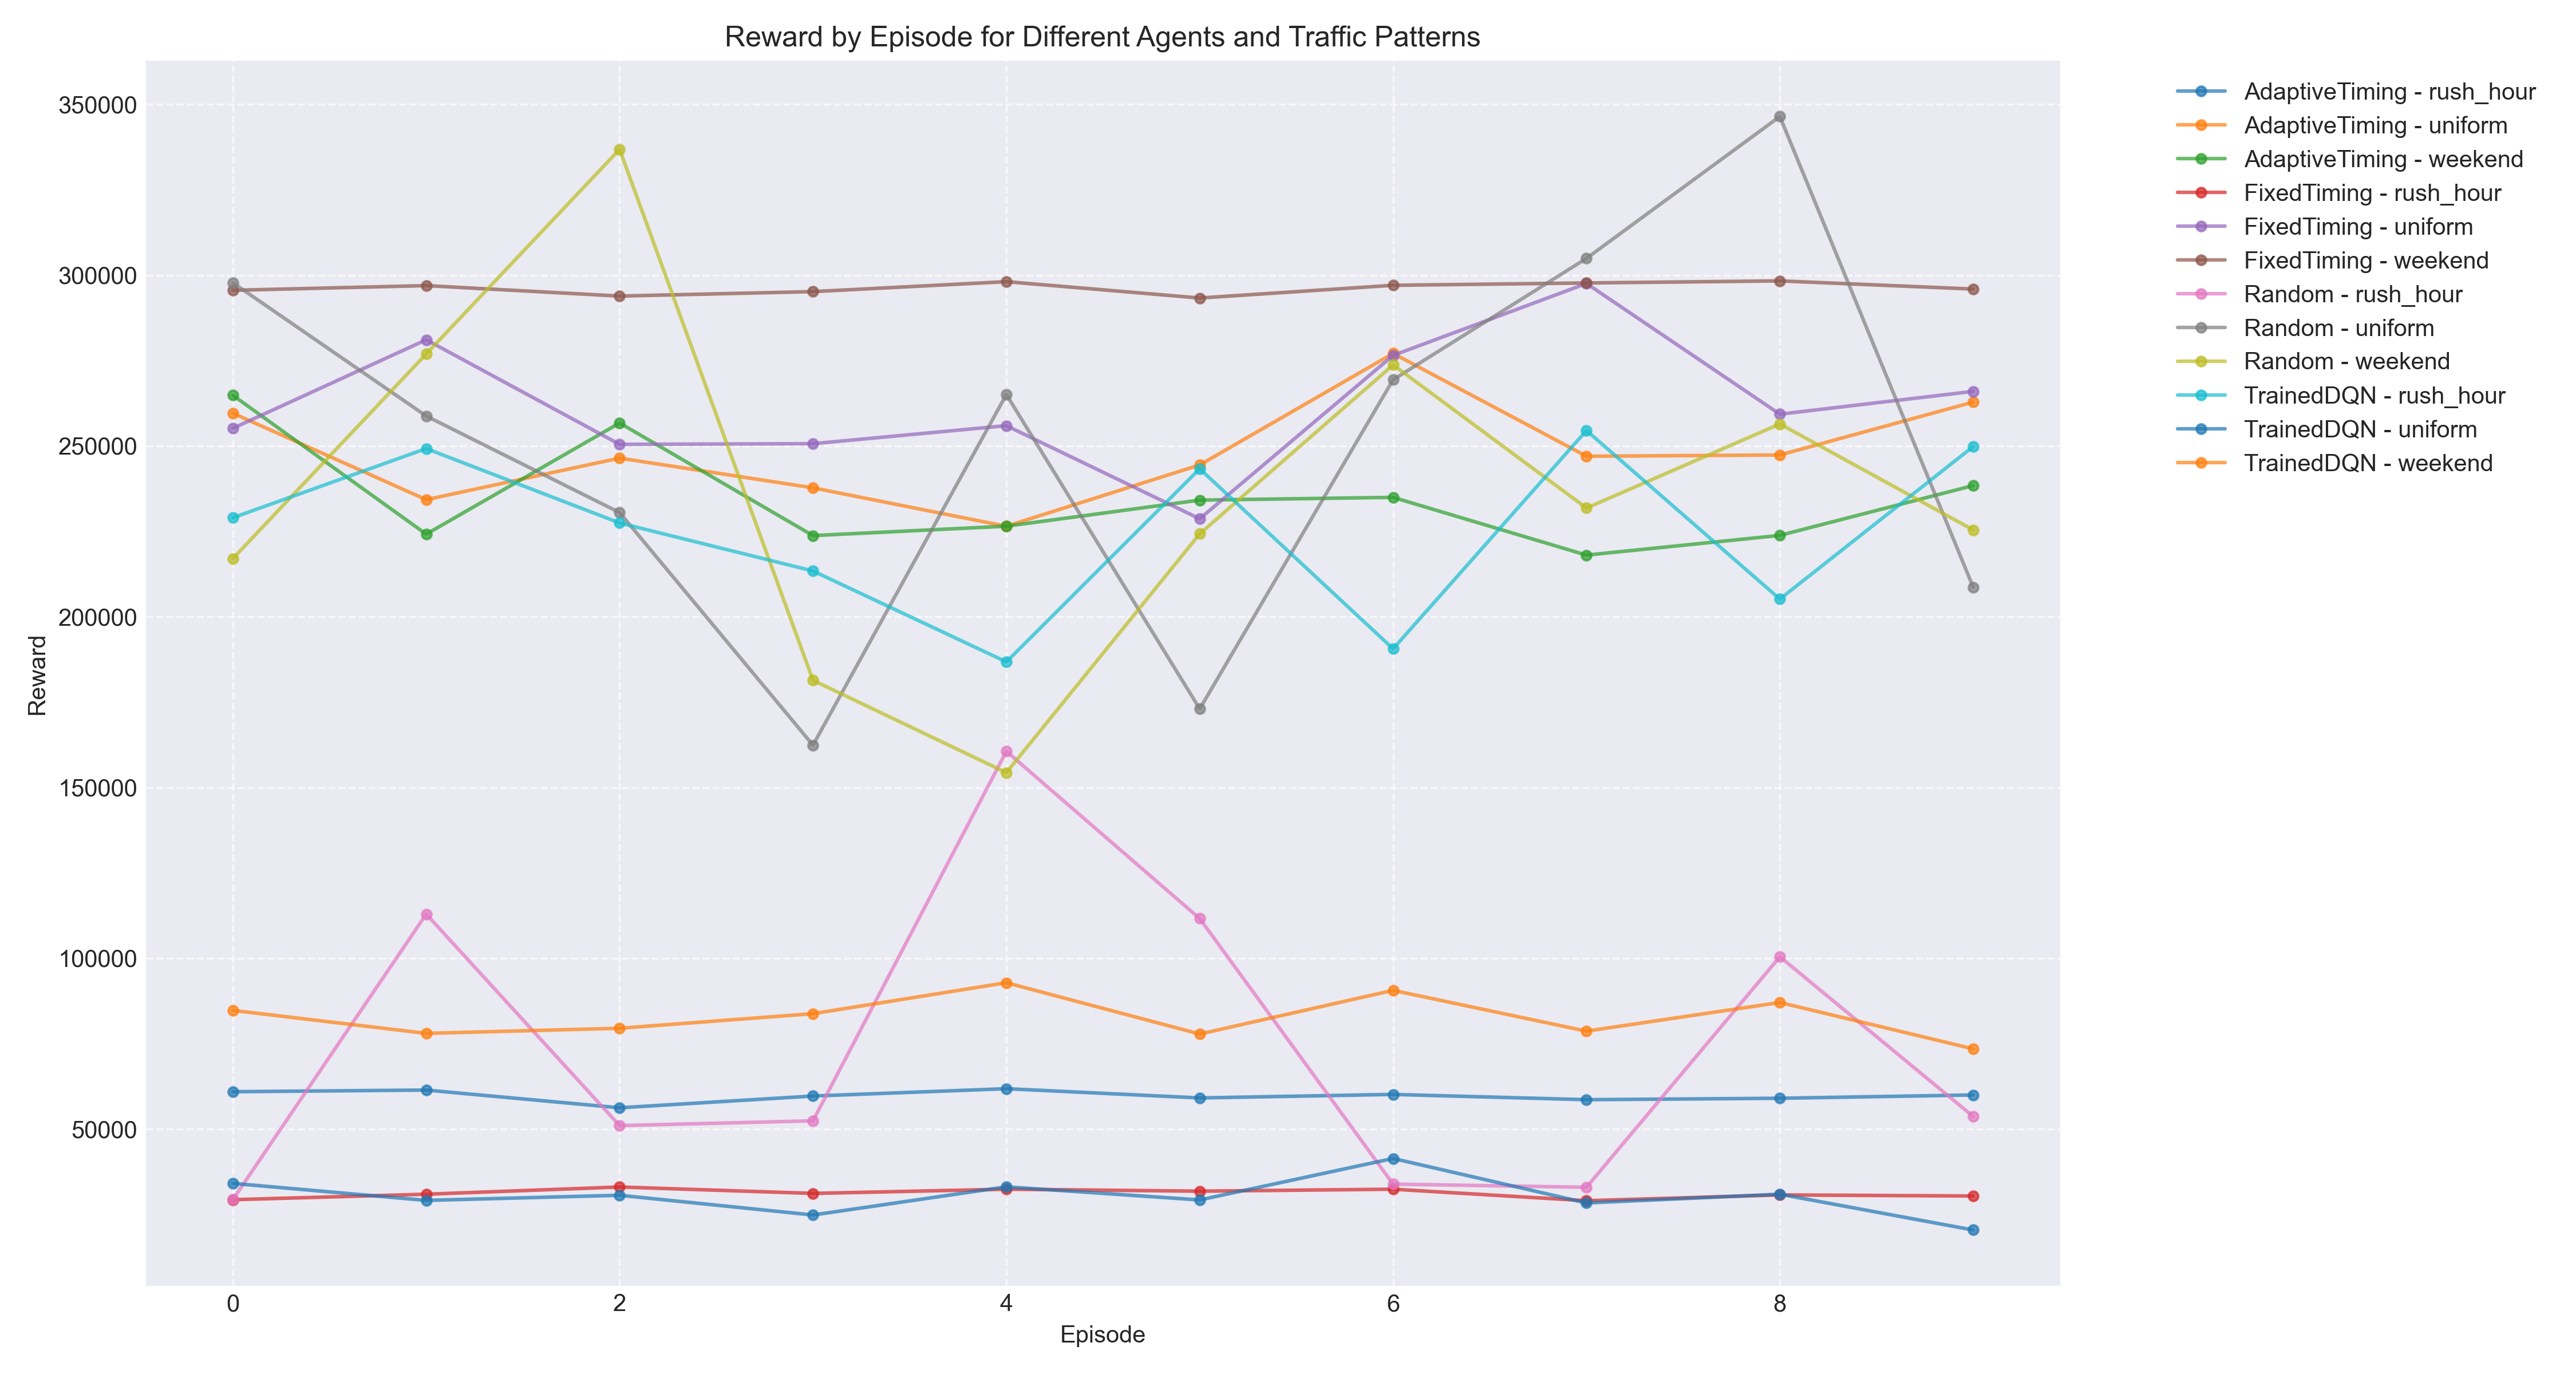 Reward by Episode for Different Agents and Traffic Patterns
350000
300000
250000
200000
150000
100000
50000
Reward
0
2
4
6
8
Episode
AdaptiveTiming - rush_hour
AdaptiveTiming - uniform
AdaptiveTiming - weekend
FixedTiming - rush_hour
FixedTiming - uniform
FixedTiming - weekend
Random - rush_hour
Random - uniform
Random - weekend
TrainedDQN - rush_hour
TrainedDQN - uniform
TrainedDQN - weekend